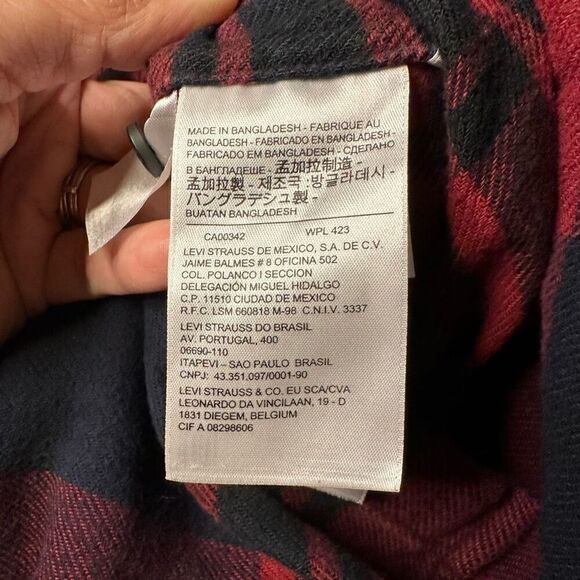 MADE IN BANGLADESH - FABRIQUE AU
BANGLADESH - FABRICADO EN BANGLADESH -
FABRICADO EM BANGLADESH - СДЕЛАНО
В БАНГЛАДЕШЕ - 孟加拉制造 -
孟加拉製 - 제조국 :방글라데시 -
バングラデシュ製 -
BUATAN BANGLADESH
CA00342 WPL 423
LEVI STRAUSS DE MEXICO, S.A. DE C.V.
JAIME BALMES # 8 OFICINA 502
COL. POLANCO I SECCION
DELEGACIÓN MIGUEL HIDALGO
C.P. 11510 CIUDAD DE MEXICO
R.F.C. LSM 660818 M-98 C.N.I.V. 3337
LEVI STRAUSS DO BRASIL
AV. PORTUGAL, 400
06690-110
ITAPEVI – SAO PAULO BRASIL
CNPJ: 43.351.097/0001-90
LEVI STRAUSS & CO. EU SCA/CVA
LEONARDO DA VINCILAAN, 19 - D
1831 DIEGEM, BELGIUM
CIF A 08298606